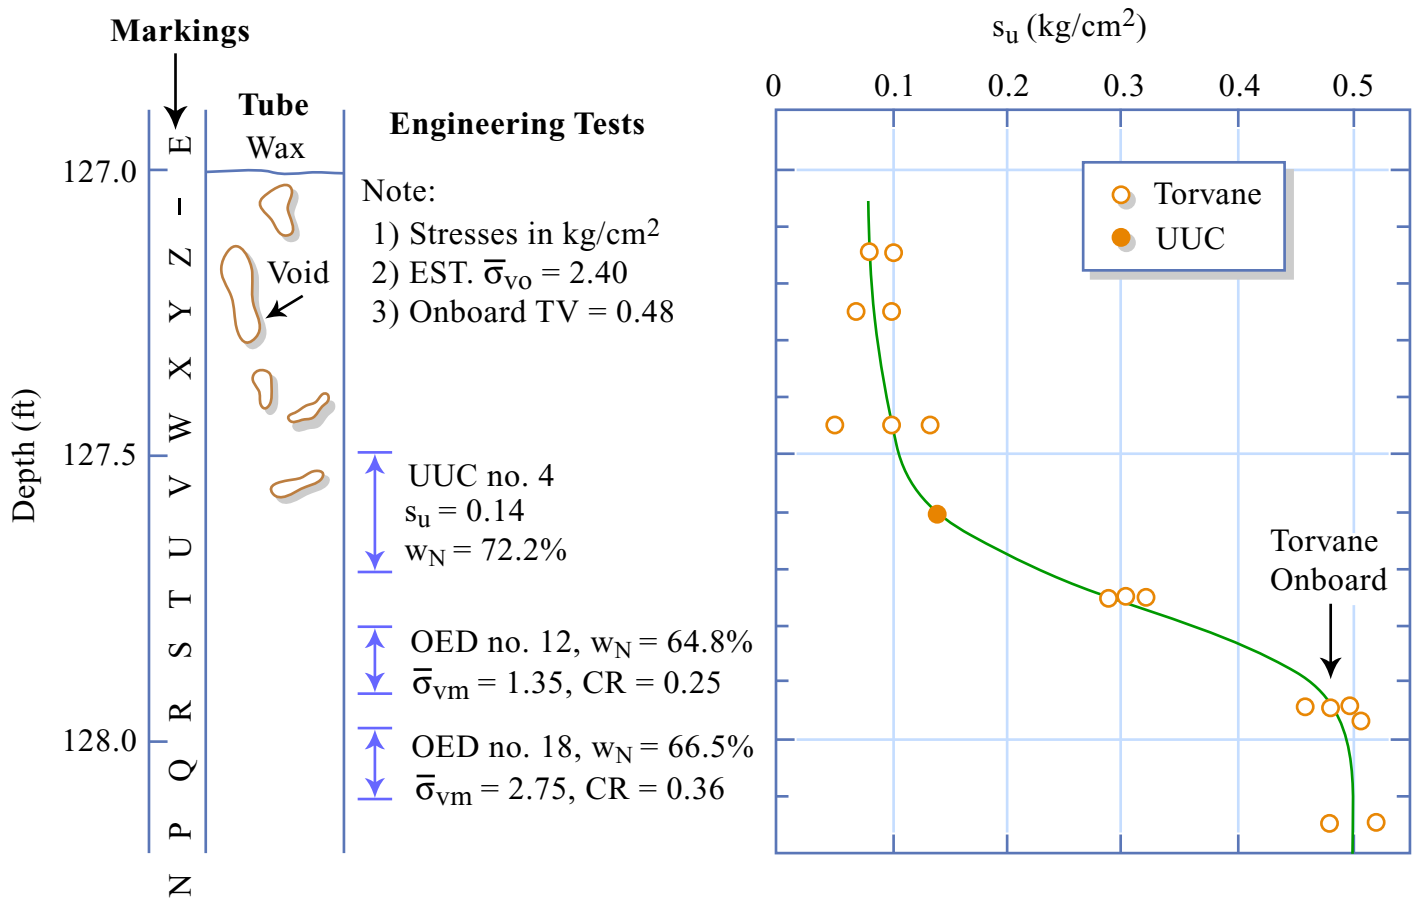 Markings
Tube
Wax
Engineering Tests
E
-
Z
Y
X
W
V
U
T
S
R
Q
P
N
Depth (ft)
127.0
127.5
128.0
Void
Note:
1) Stresses in kg/cm²
2) EST. σ̅vo = 2.40
3) Onboard TV = 0.48
UUC no. 4
su = 0.14
wN = 72.2%
OED no. 12, wN = 64.8%
σ̅vm = 1.35, CR = 0.25
OED no. 18, wN = 66.5%
σ̅vm = 2.75, CR = 0.36
su (kg/cm²)
0 0.1 0.2 0.3 0.4 0.5
Torvane
UUC
Torvane
Onboard